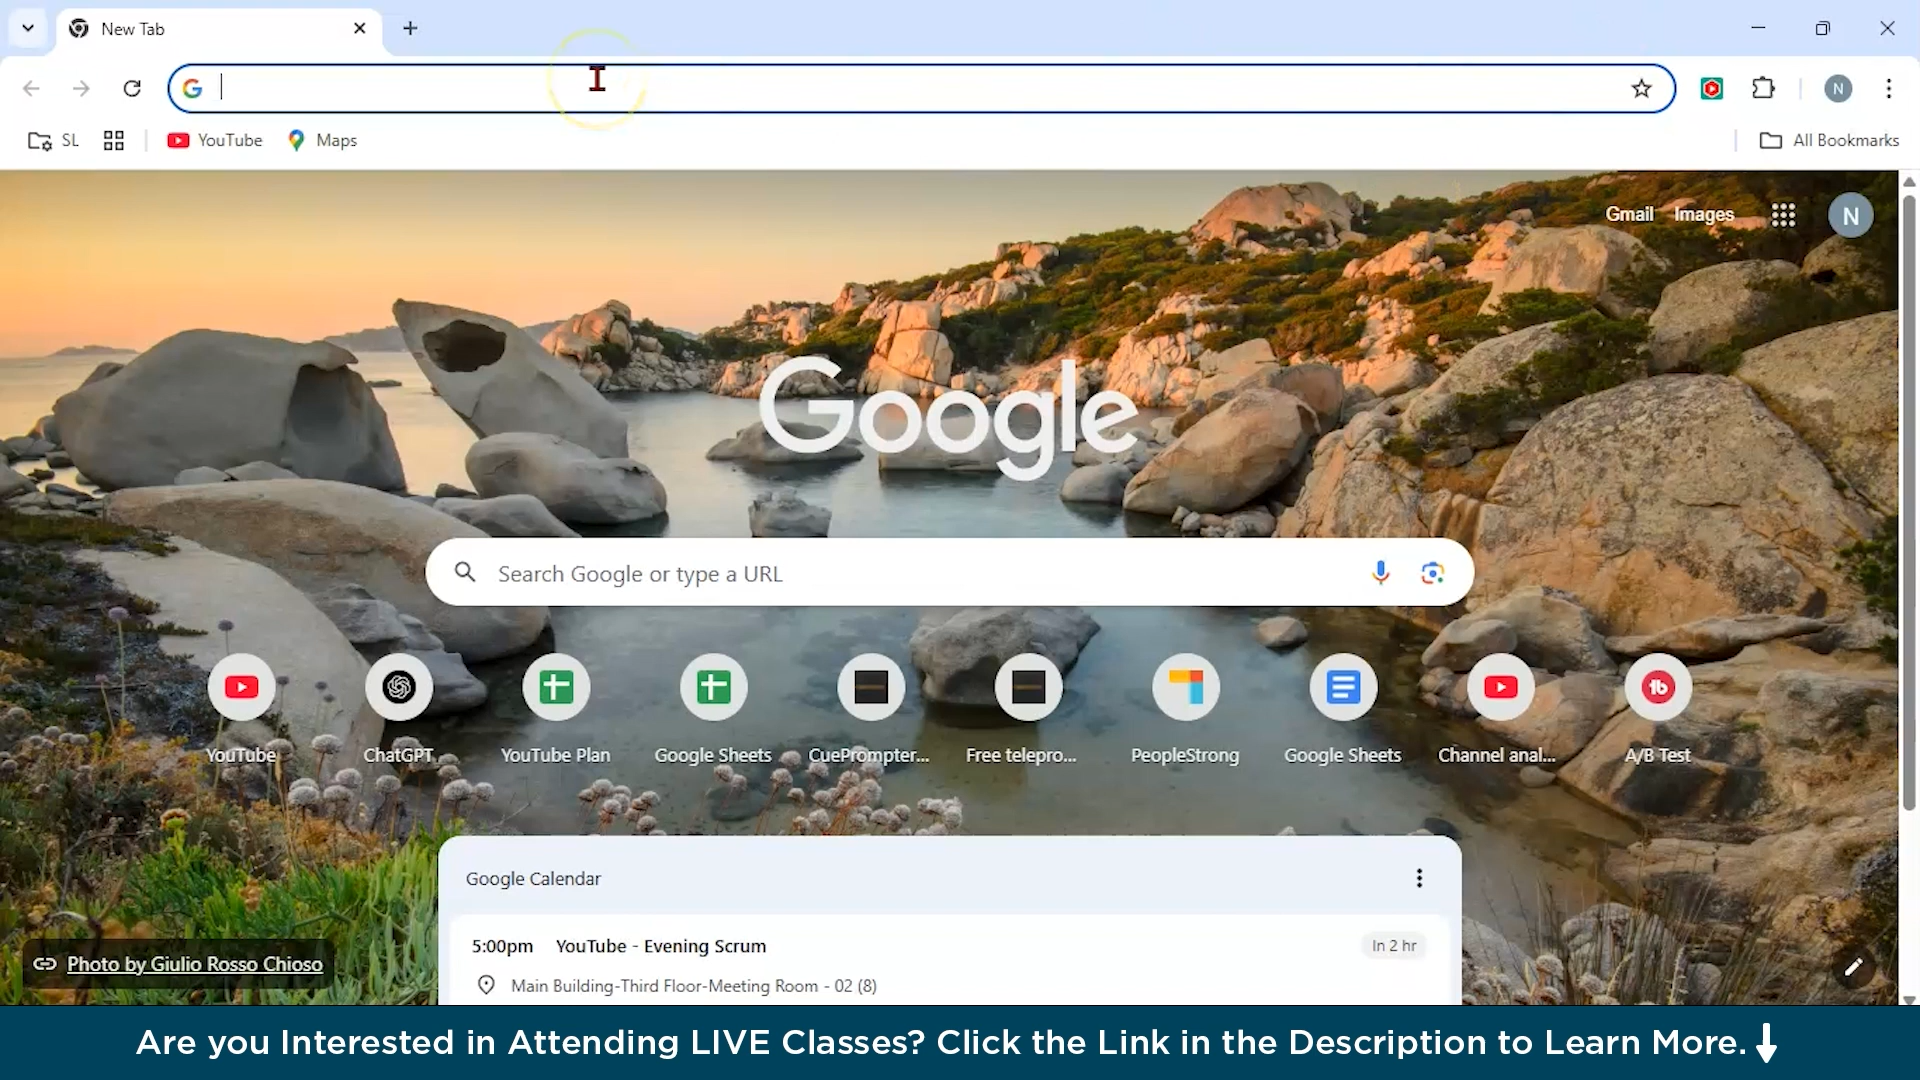 New Tab
SL
YouTube
Maps
All Bookmarks
N
Gmail
Images
N
Google
Search Google or type a URL
YouTube
ChatGPT
YouTube Plan
Google Sheets
CuePrompter...
Free telepro...
PeopleStrong
Google Sheets
Channel anal...
A/B Test
Google Calendar
5:00pm YouTube - Evening Scrum
In 2 hr
Main Building-Third Floor-Meeting Room - 02 (8)
Photo by Giulio Rosso Chioso
Are you Interested in Attending LIVE Classes? Click the Link in the Description to Learn More.